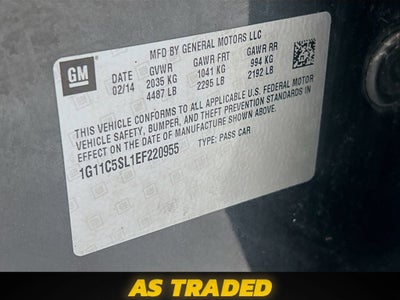 MFD BY GENERAL MOTORS LLC
GM
DATE GVWR GAWR FRT GAWR RR
02/14 2035 KG 1041 KG 994 KG
4487 LB 2295 LB 2192 LB
THIS VEHICLE CONFORMS TO ALL APPLICABLE U.S. FEDERAL MOTOR
VEHICLE SAFETY, BUMPER, AND THEFT PREVENTION STANDARDS IN
EFFECT ON THE DATE OF MANUFACTURE SHOWN ABOVE.
1G11C5SL1EF220955 TYPE: PASS CAR
AS TRADED